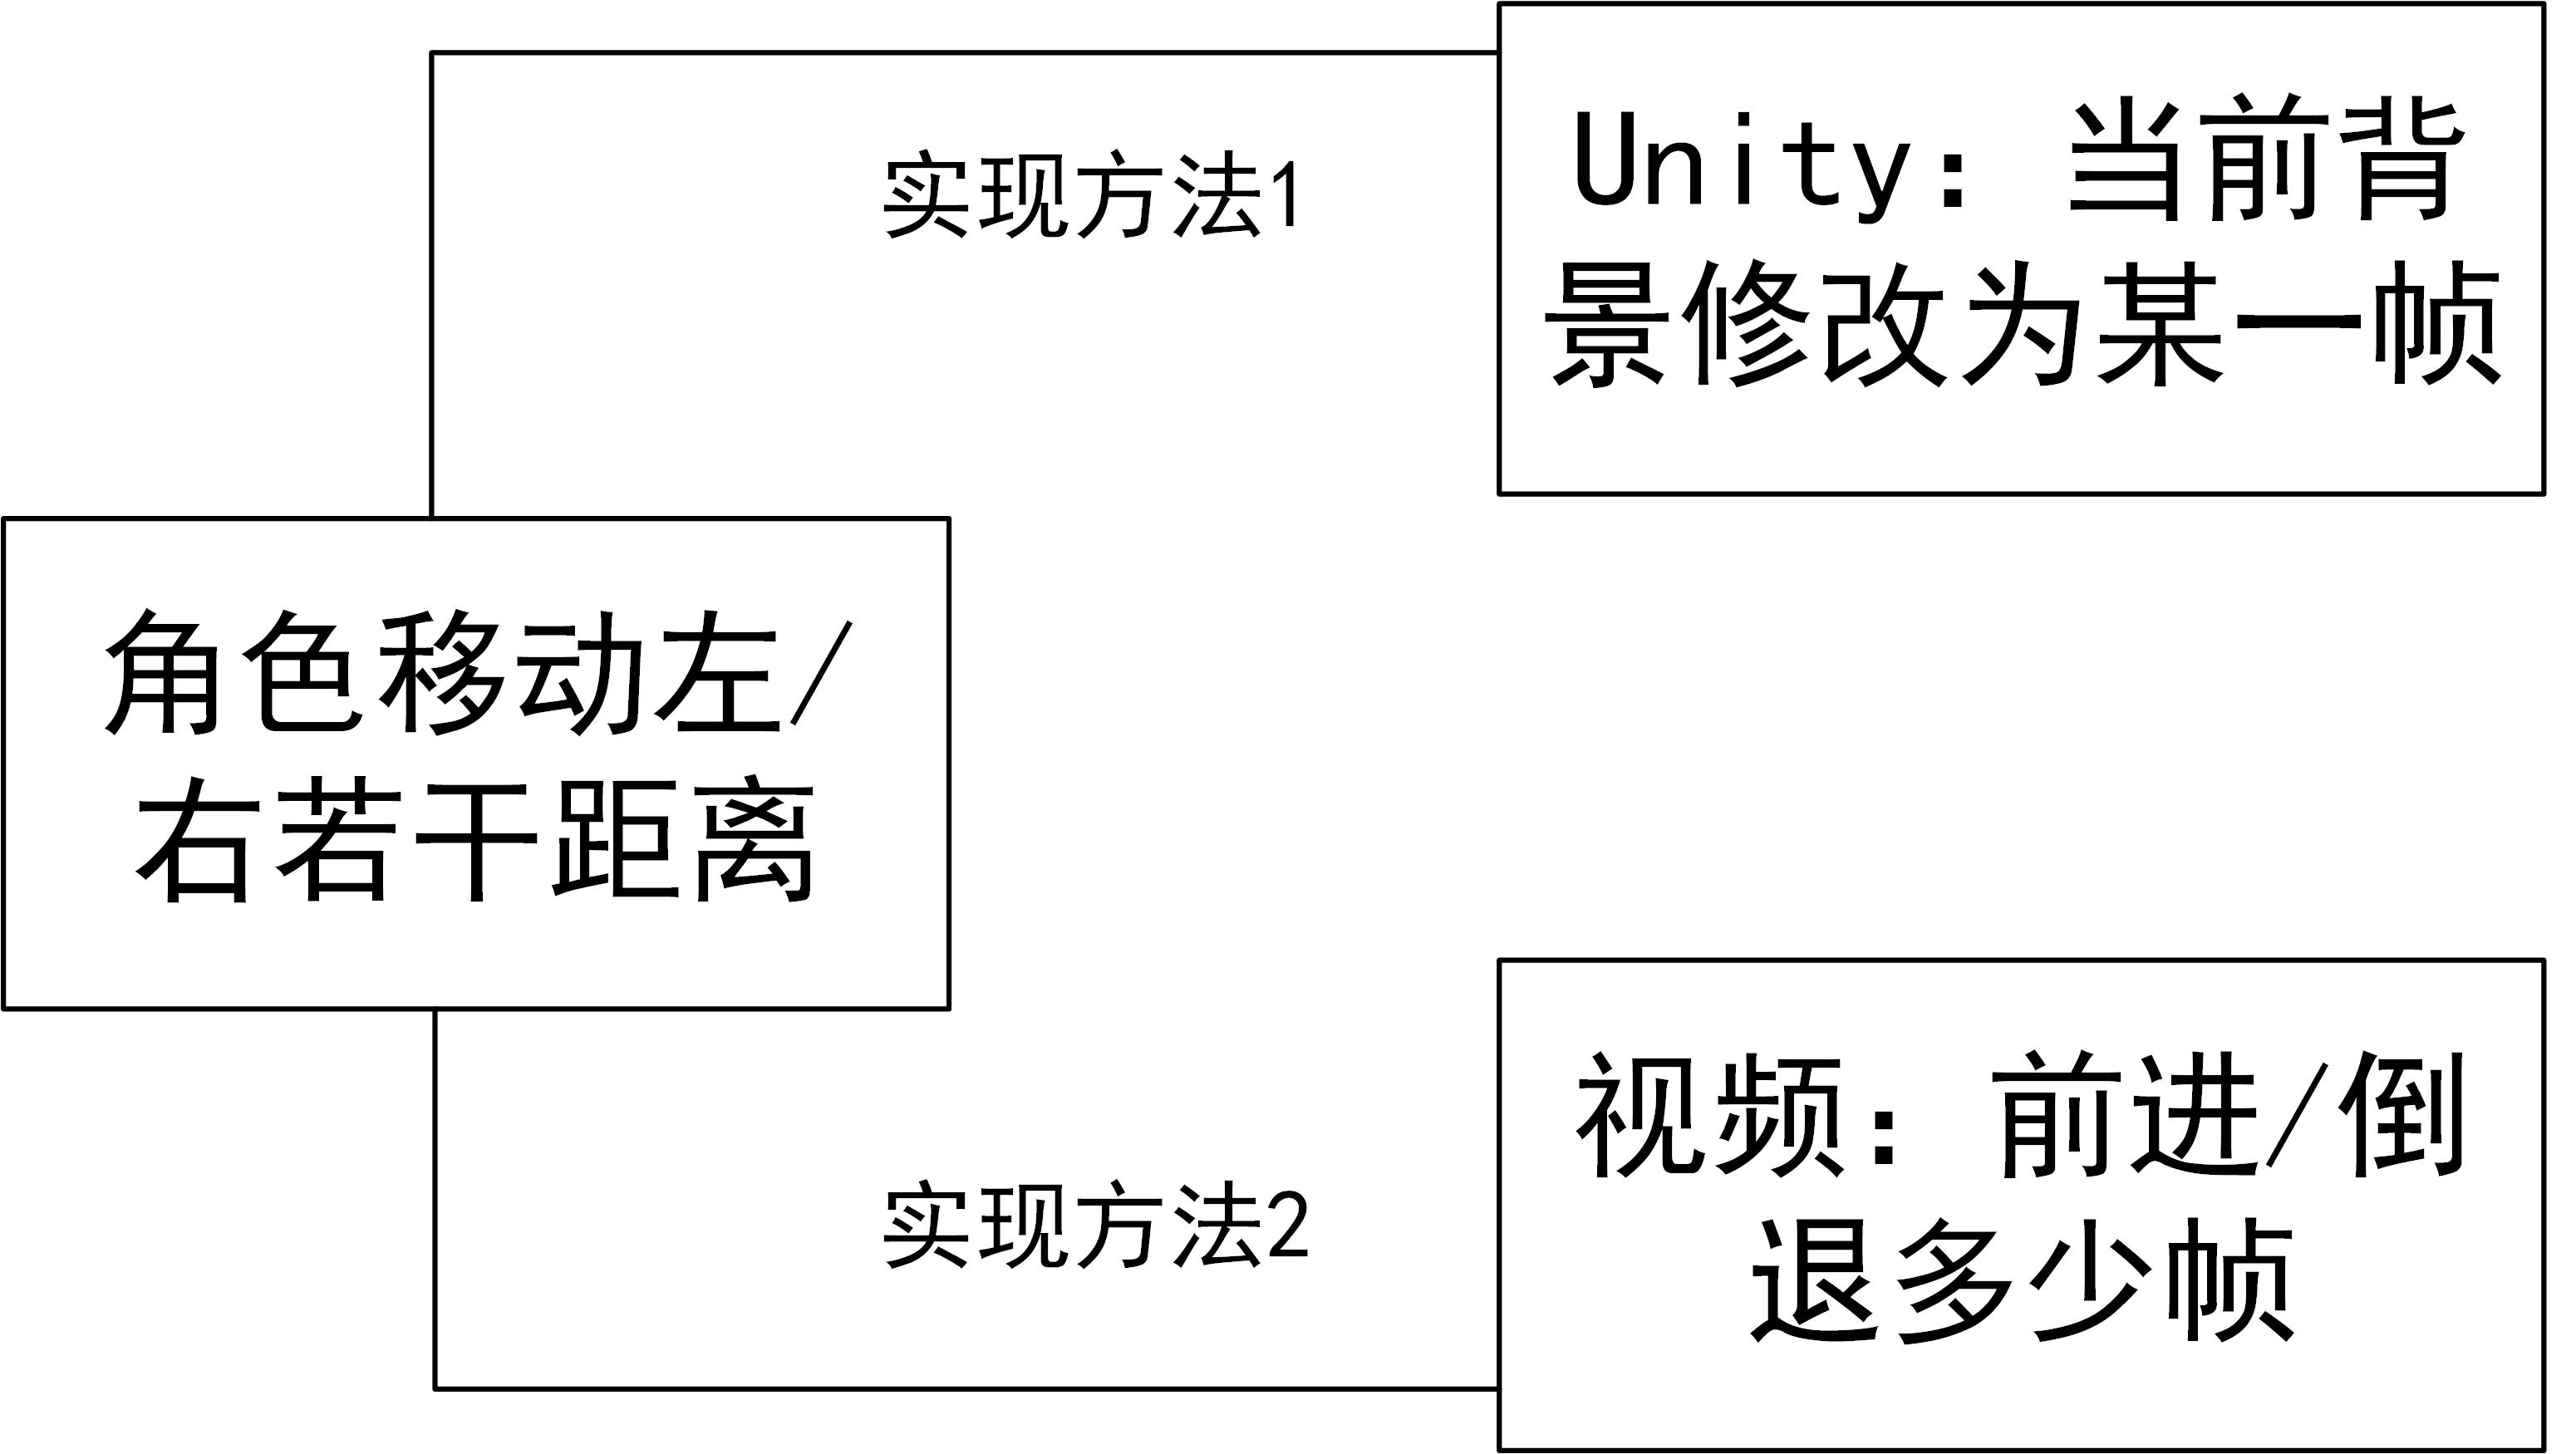 实现方法1
Unity: 当前背
景修改为某一帧
角色移动左/
右若干距离
视频: 前进/倒
退多少帧
实现方法2